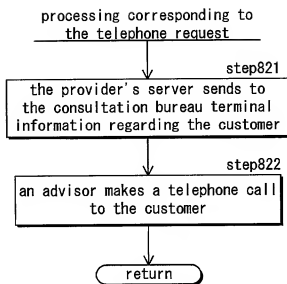 processing corresponding to
the telephone request
step821
the provider's server sends to
the consultation bureau terminal
information regarding the customer
step822
an advisor makes a telephone call
to the customer
return